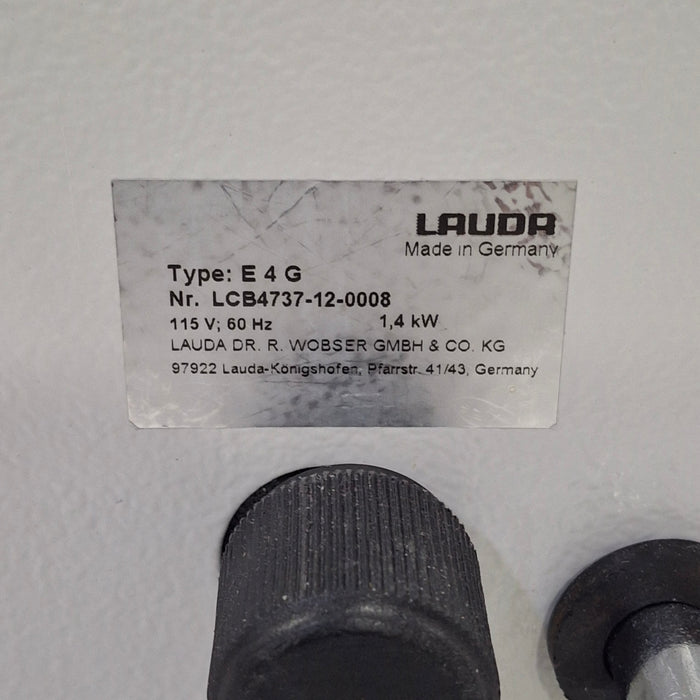 LAUDA
Made in Germany
Type: E 4 G
Nr. LCB4737-12-0008
115 V; 60 Hz 1,4 kW
LAUDA DR. R. WOBSER GMBH & CO. KG
97922 Lauda-Königshofen, Pfarrstr. 41/43, Germany